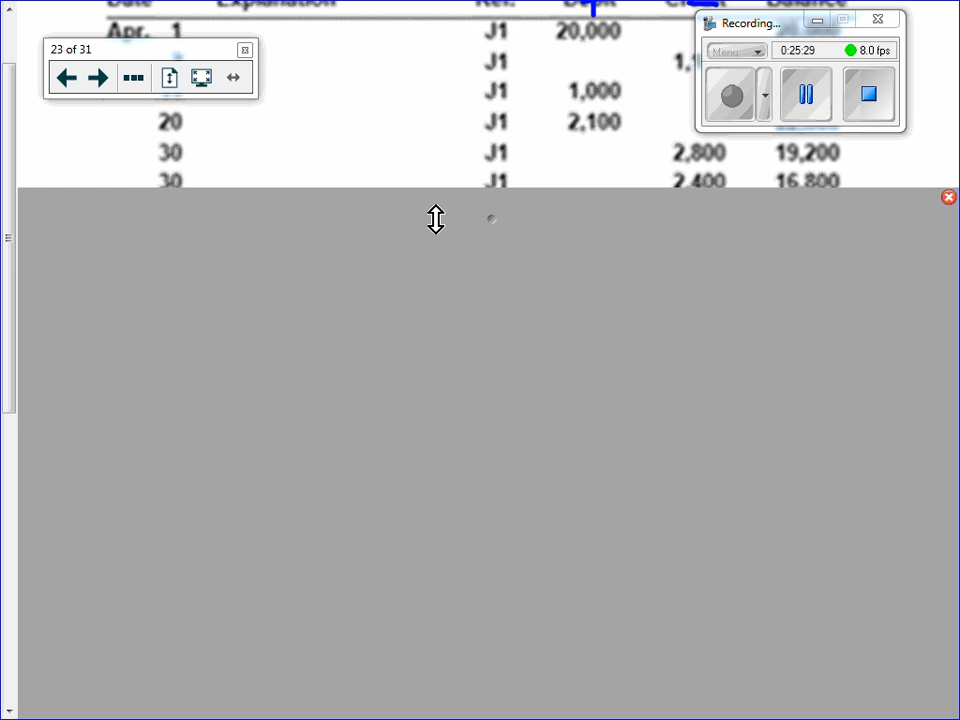 Date Explanation Ref. Debit Balance
Apr. 1 J1 20,000
J1
J1 1,000
20 J1 2,100
30 J1 2,800 19,200
30 J1 2,400 16,800
23 of 31
Recording...
Menu 0:25:29 8.0 fps